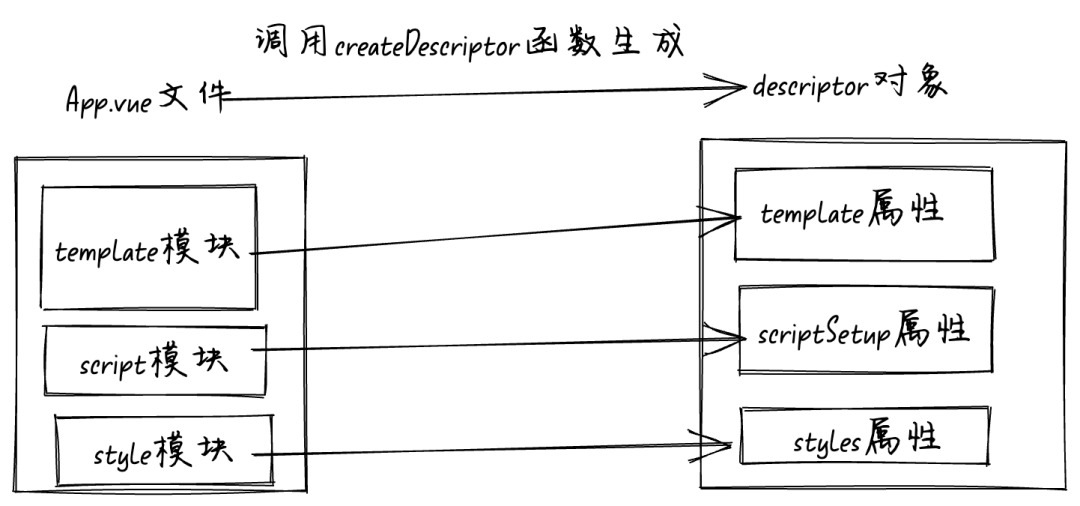 调用createDescriptor函数生成
App.vue文件
descriptor对象
template模块
template属性
script模块
scriptSetup属性
style模块
styles属性